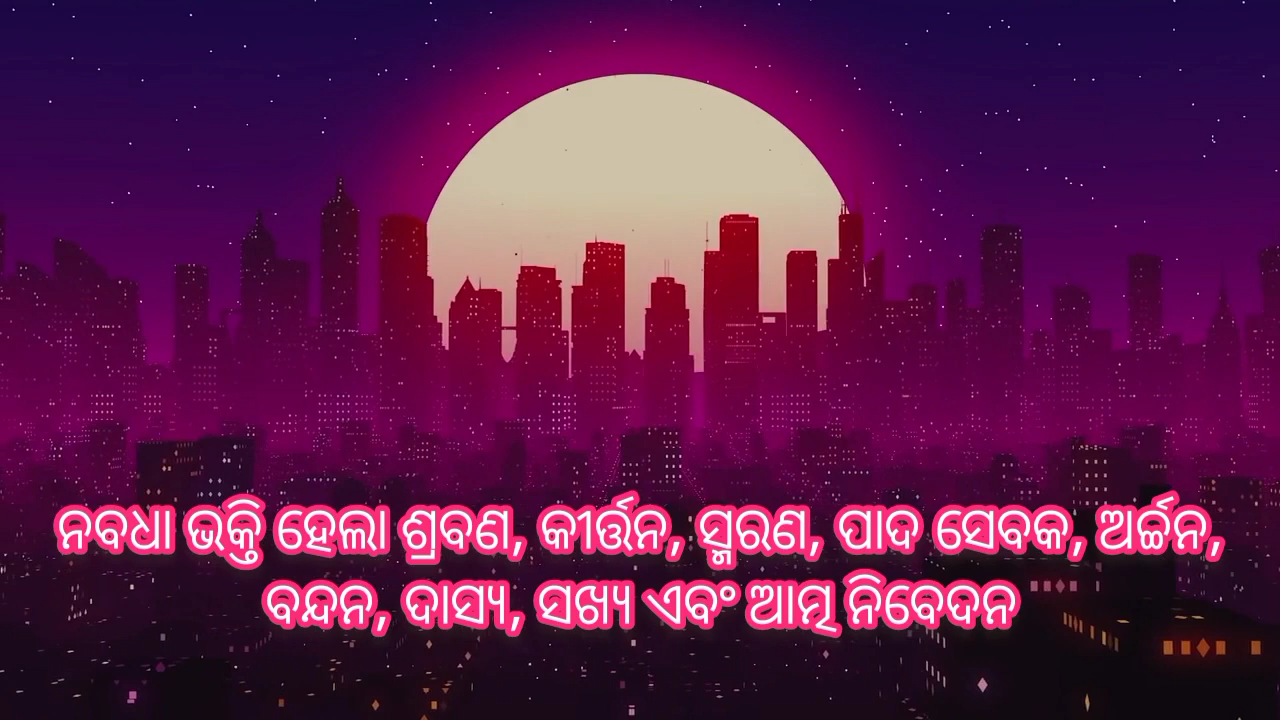 ନବଧା ଭକ୍ତି ହେଲା ଶ୍ରବଣ, କୀର୍ତ୍ତନ, ସ୍ମରଣ, ପାଦ ସେବକ, ଅର୍ଚ୍ଚନ,
ବନ୍ଦନ, ଦାସ୍ୟ, ସଖ୍ୟ ଏବଂ ଆତ୍ମ ନିବେଦନ